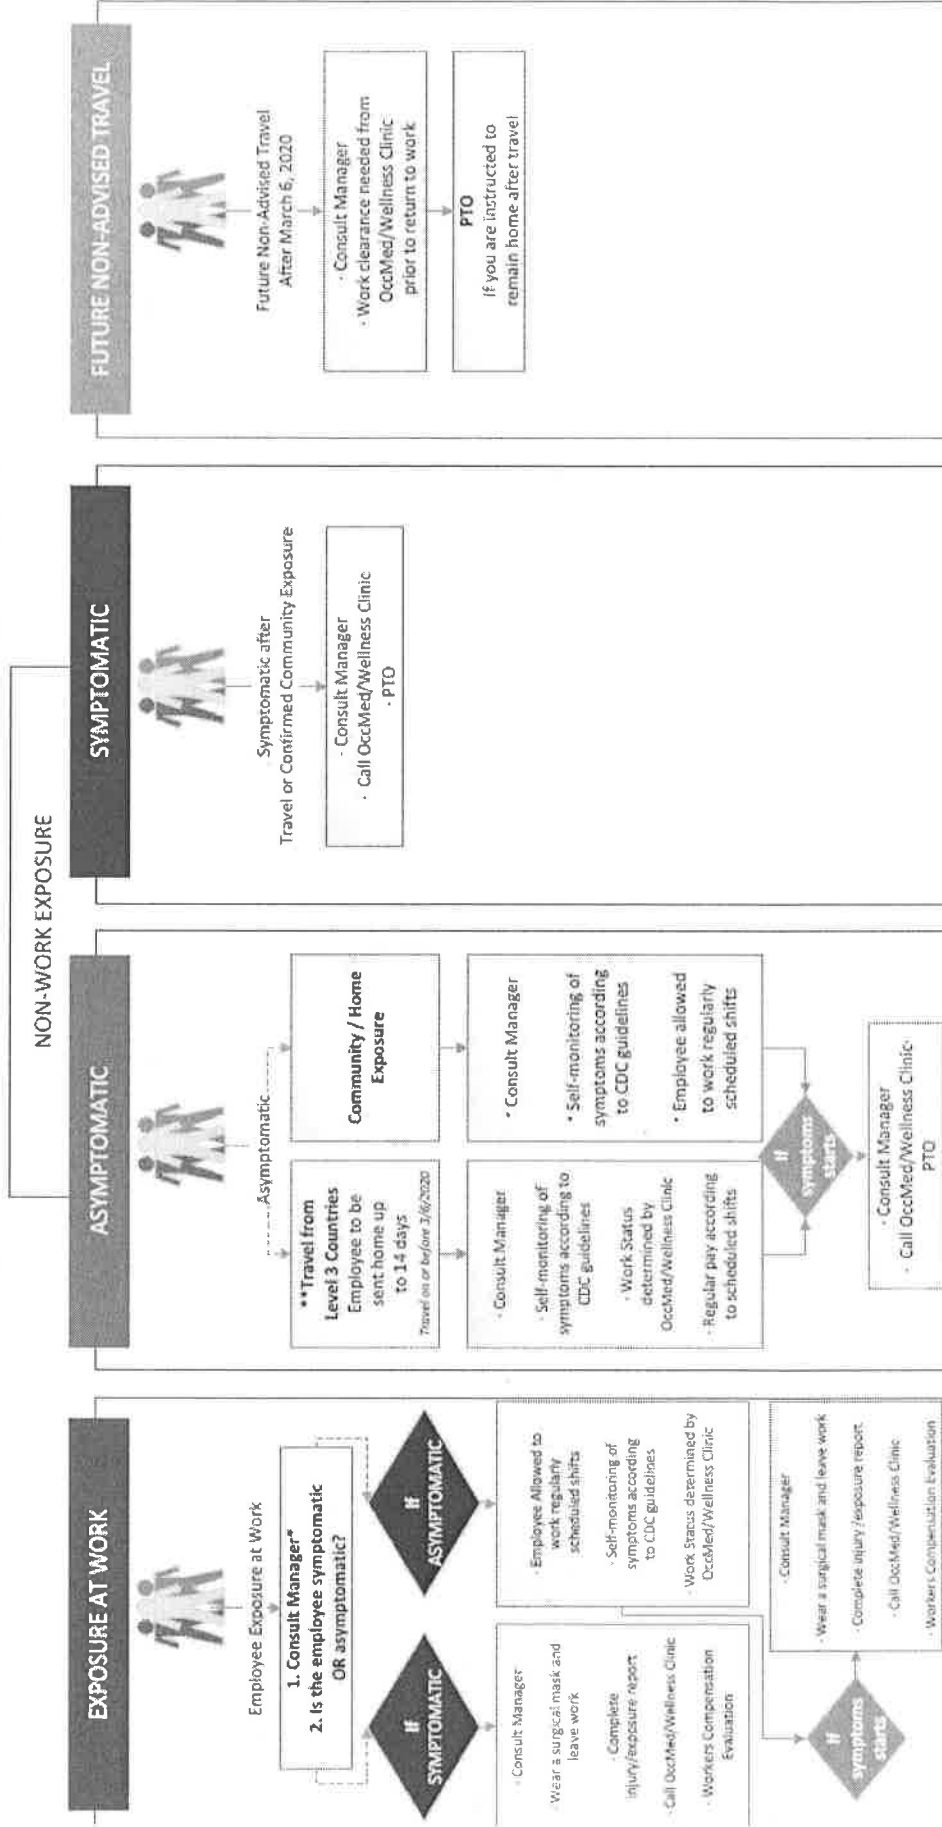 EXPOSURE AT WORK
Employee Exposure at Work
1. Consult Manager*
2. Is the employee symptomatic
OR asymptomatic?
If
SYMPTOMATIC
· Consult Manager
· Wear a surgical mask and
leave work
· Complete
injury/exposure report
· Call OccMed/Wellness Clinic
· Workers Compensation
Evaluation
If
ASYMPTOMATIC
· Employee Allowed to
work regularly
scheduled shifts
· Self-monitoring of
symptoms according
to CDC guidelines
· Work Status determined by
OccMed/Wellness Clinic
If
symptoms
starts
· Consult Manager
· Wear a surgical mask and leave work
· Complete injury/exposure report
· Call OccMed/Wellness Clinic
· Workers Compensation Evaluation
NON-WORK EXPOSURE
ASYMPTOMATIC
Asymptomatic
**Travel from
Level 3 Countries
Employee to be
sent home up
to 14 days
Travel on or before 3/6/2020
· Consult Manager
· Self-monitoring of
symptoms according to
CDC guidelines
· Work Status
determined by
OccMed/Wellness Clinic
· Regular pay according
to scheduled shifts
Community / Home
Exposure
* Consult Manager
* Self-monitoring of
symptoms according
to CDC guidelines
* Employee allowed
to work regularly
scheduled shifts
If
symptoms
starts
· Consult Manager
· Call OccMed/Wellness Clinic·
PTO
SYMPTOMATIC
· Symptomatic after
Travel or Confirmed Community Exposure
· Consult Manager
· Call OccMed/Wellness Clinic
· PTO
FUTURE NON-ADVISED TRAVEL
Future Non-Advised Travel
After March 6, 2020
· Consult Manager
· Work clearance needed from
OccMed/Wellness Clinic
prior to return to work
PTO
If you are instructed to
remain home after travel